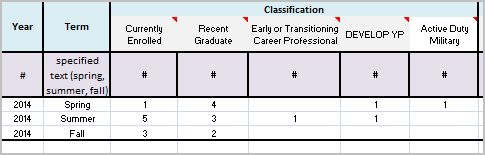 Year Term Classification
Currently Enrolled Recent Graduate Early or Transitioning Career Professional DEVELOP YP Active Duty Military
# specified text (spring, summer, fall) # # # # #
2014 Spring 1 4 1 1
2014 Summer 5 3 1 1
2014 Fall 3 2